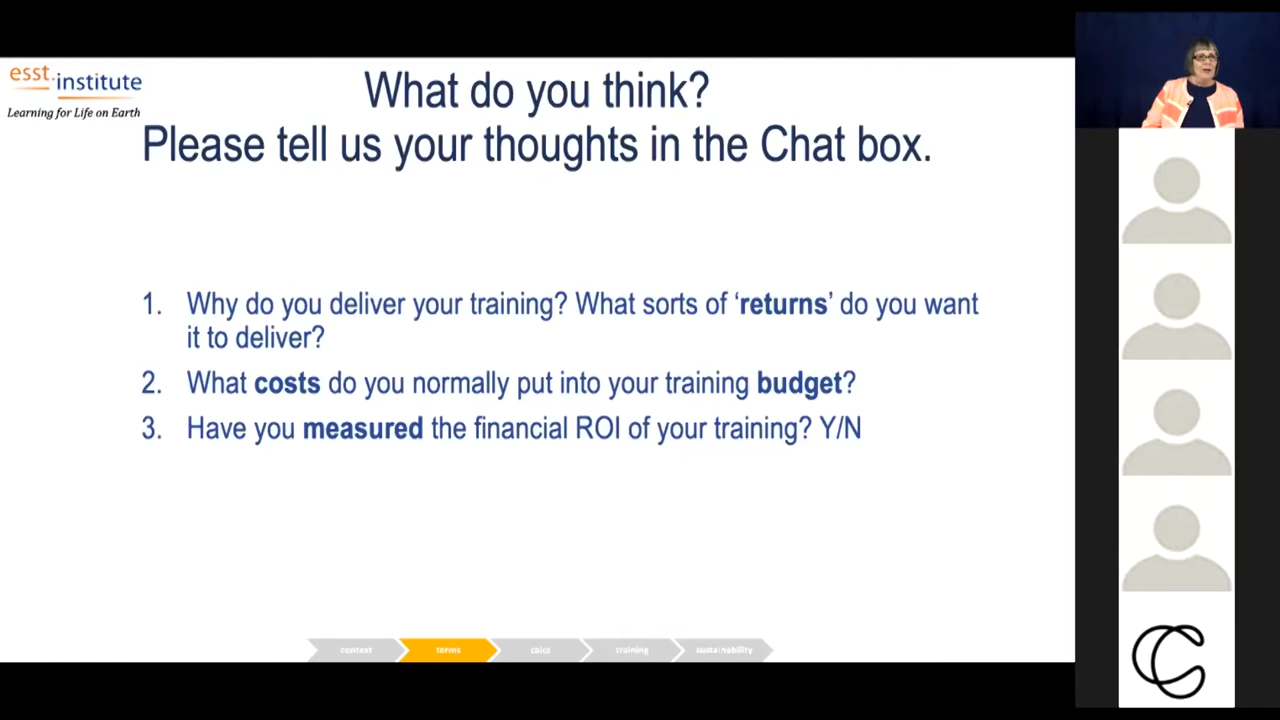 esst.institute
Learning for Life on Earth
What do you think?
Please tell us your thoughts in the Chat box.
1. Why do you deliver your training? What sorts of ‘returns’ do you want
it to deliver?
2. What costs do you normally put into your training budget?
3. Have you measured the financial ROI of your training? Y/N
context terms calcs training sustainability